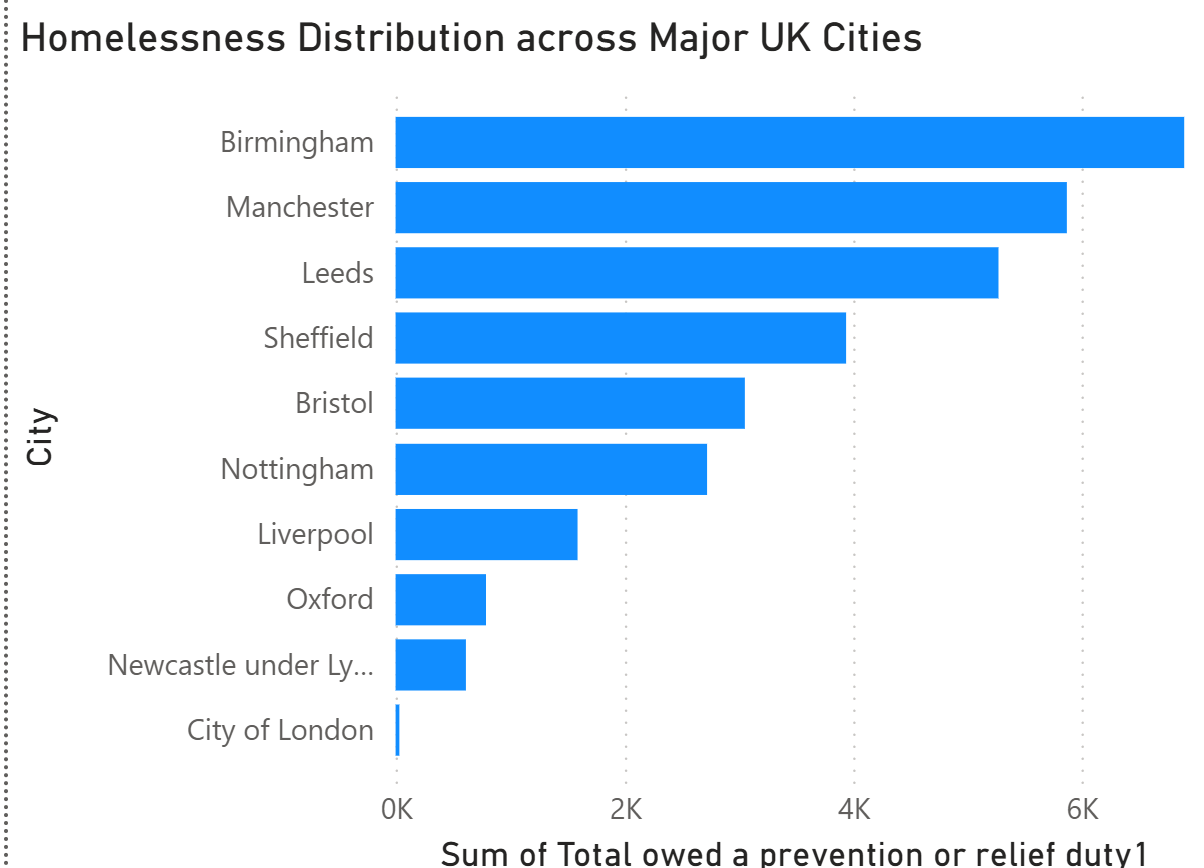 Homelessness Distribution across Major UK Cities
Birmingham
Manchester
Leeds
Sheffield
Bristol
Nottingham
Liverpool
Oxford
Newcastle under Ly...
City of London
City
0K 2K 4K 6K
Sum of Total owed a prevention or relief duty1